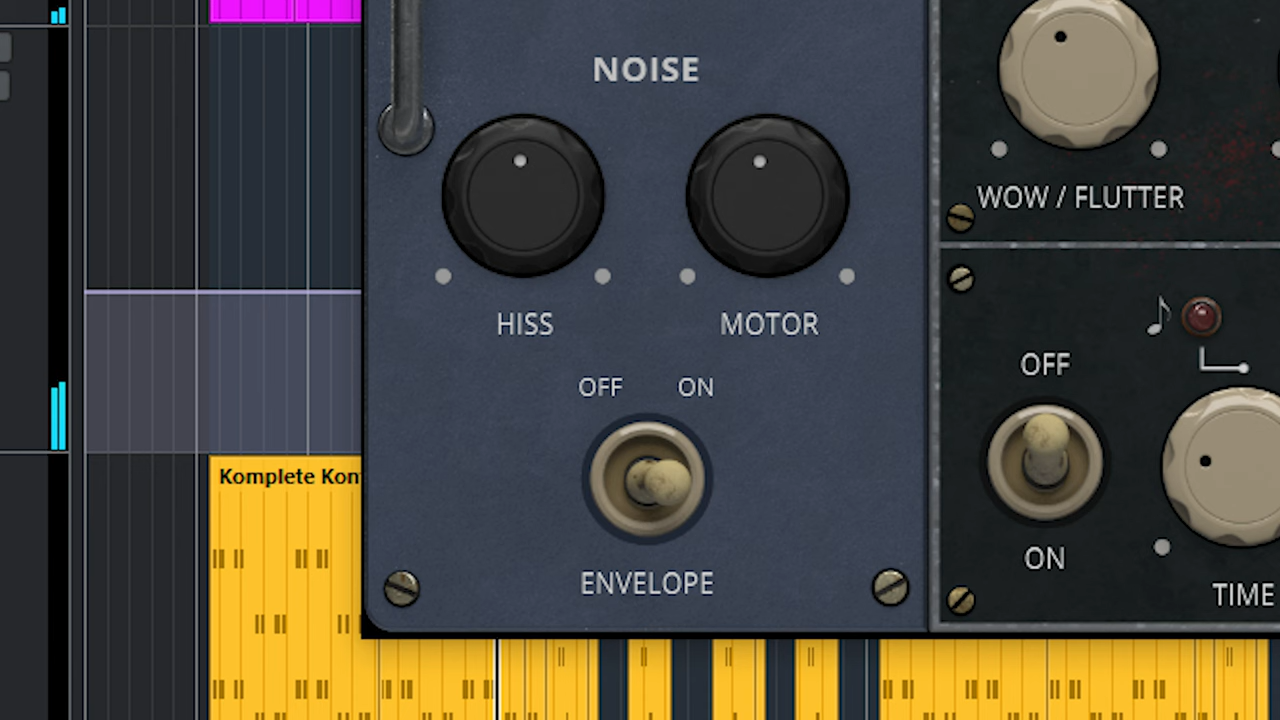 NOISE
WOW / FLUTTER
HISS
MOTOR
OFF
OFF
ON
Komplete Kon
ON
ENVELOPE
TIME